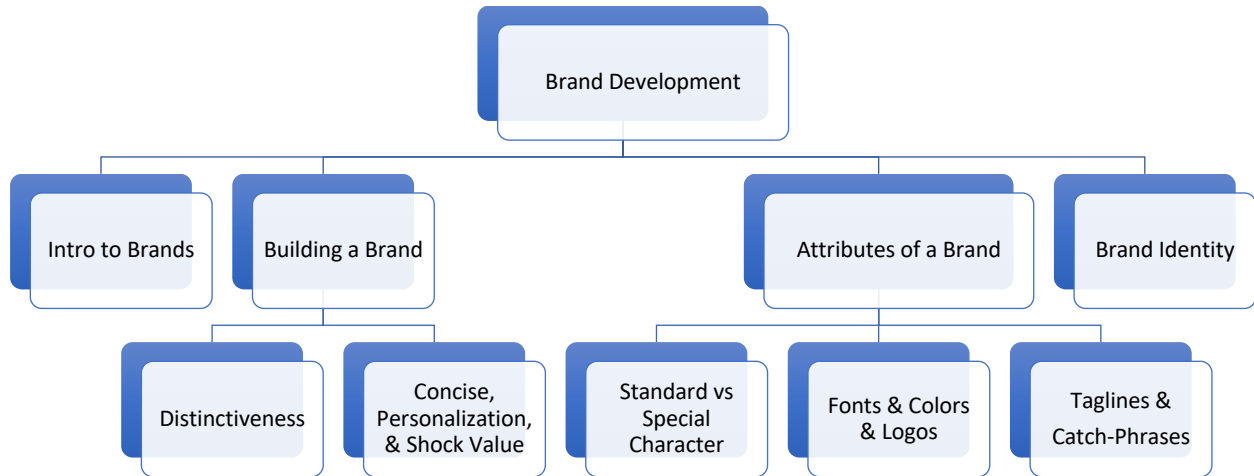 Brand Development
Intro to Brands
Building a Brand
Attributes of a Brand
Brand Identity
Distinctiveness
Concise,
Personalization,
& Shock Value
Standard vs
Special
Character
Fonts & Colors
& Logos
Taglines &
Catch-Phrases